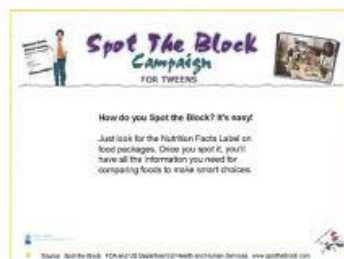 Spot The Block
Campaign
FOR TWEENS
How do you Spot the Block? It's easy!
Just look for the Nutrition Facts Label on
food packages. Once you spot it, you'll
have all the information you need for
comparing foods to make smart choices.
Source: Spot the Block. FDA and US Department of Health and Human Services. www.spottheblock.com